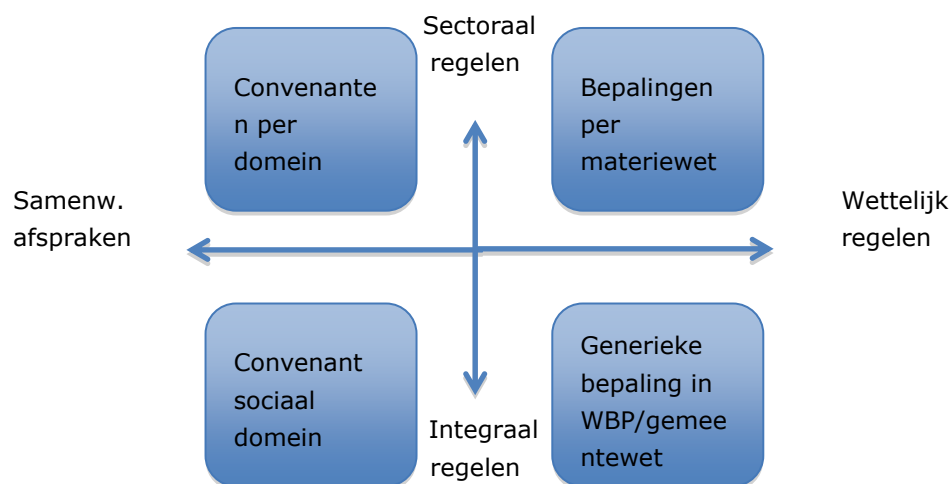 Sectoraal
regelen
Convenante
n per
domein
Bepalingen
per
materiewet
Samenw.
afspraken
Wettelijk
regelen
Convenant
sociaal
domein
Generieke
bepaling in
WBP/gemee
ntewet
Integraal
regelen